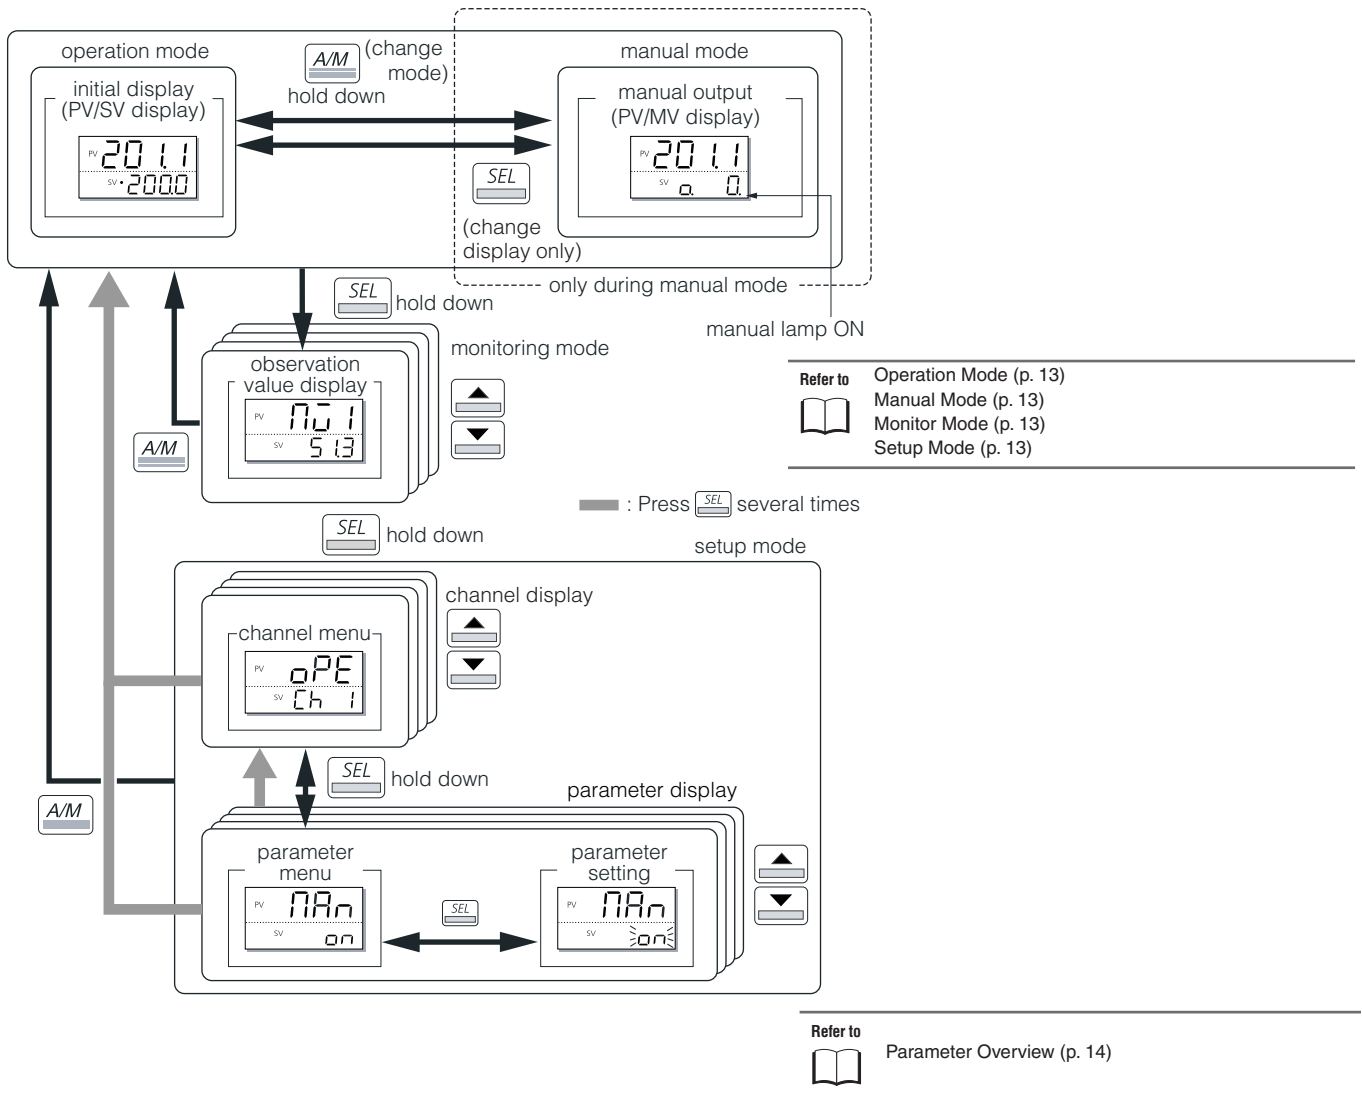 operation mode
A/M
(change
mode)
hold down
manual mode
initial display
(PV/SV display)
PV 201.1
SV 200.0
manual output
(PV/MV display)
PV 201.1
SV o. 0.
SEL
(change
display only)
only during manual mode
manual lamp ON
SEL hold down
monitoring mode
observation
value display
PV Mv1
SV 51.3
A/M
Refer to
Operation Mode (p. 13)
Manual Mode (p. 13)
Monitor Mode (p. 13)
Setup Mode (p. 13)
: Press SEL several times
SEL hold down
setup mode
channel display
channel menu
PV oPE
SV Ch 1
SEL hold down
A/M
parameter display
parameter
menu
PV MAn
SV on
SEL
parameter
setting
PV MAn
SV on
Refer to
Parameter Overview (p. 14)